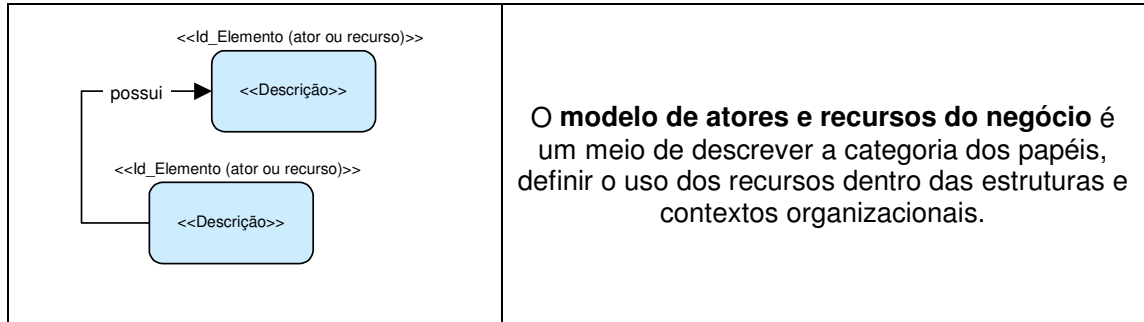 <<Id_Elemento (ator ou recurso)>>
<<Descrição>>
possui
<<Id_Elemento (ator ou recurso)>>
<<Descrição>>
O modelo de atores e recursos do negócio é
um meio de descrever a categoria dos papéis,
definir o uso dos recursos dentro das estruturas e
contextos organizacionais.